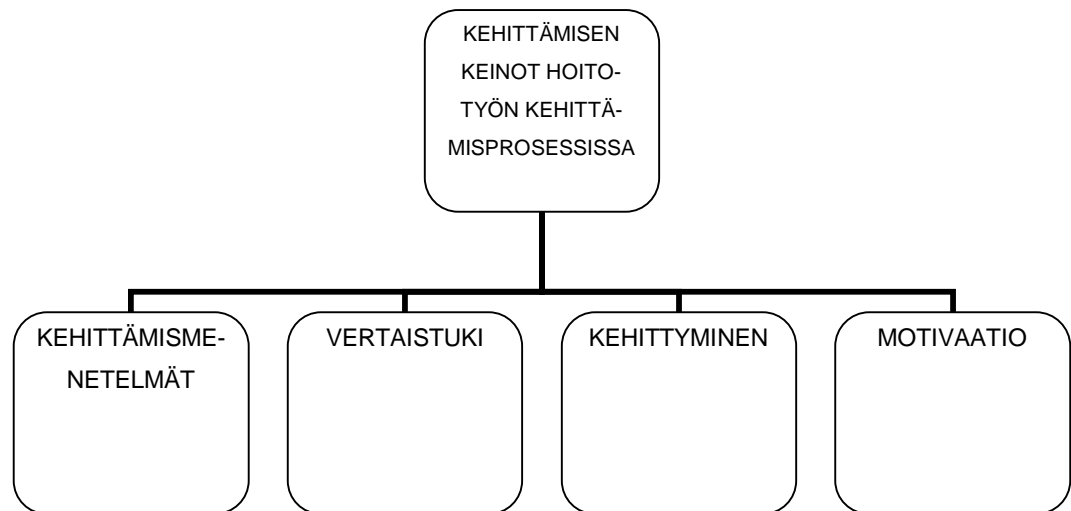 KEHITTÄMISEN
KEINOT HOITO-
TYÖN KEHITTÄ-
MISPROSESSISSA
KEHITTÄMISME-
NETELMÄT
VERTAISTUKI
KEHITTYMINEN
MOTIVAATIO